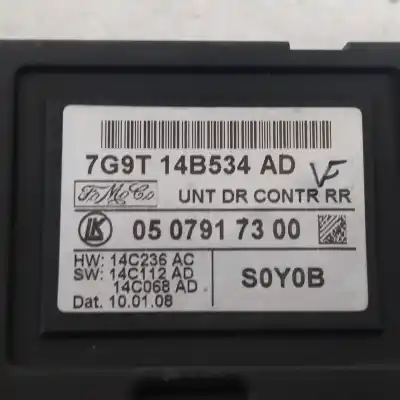 7G9T 14B534 AD
VF
FoMoCo UNT DR CONTR RR
LK 05 0791 73 00
HW: 14C236 AC
SW: 14C112 AD
14C068 AD
S0Y0B
Dat. 10.01.08